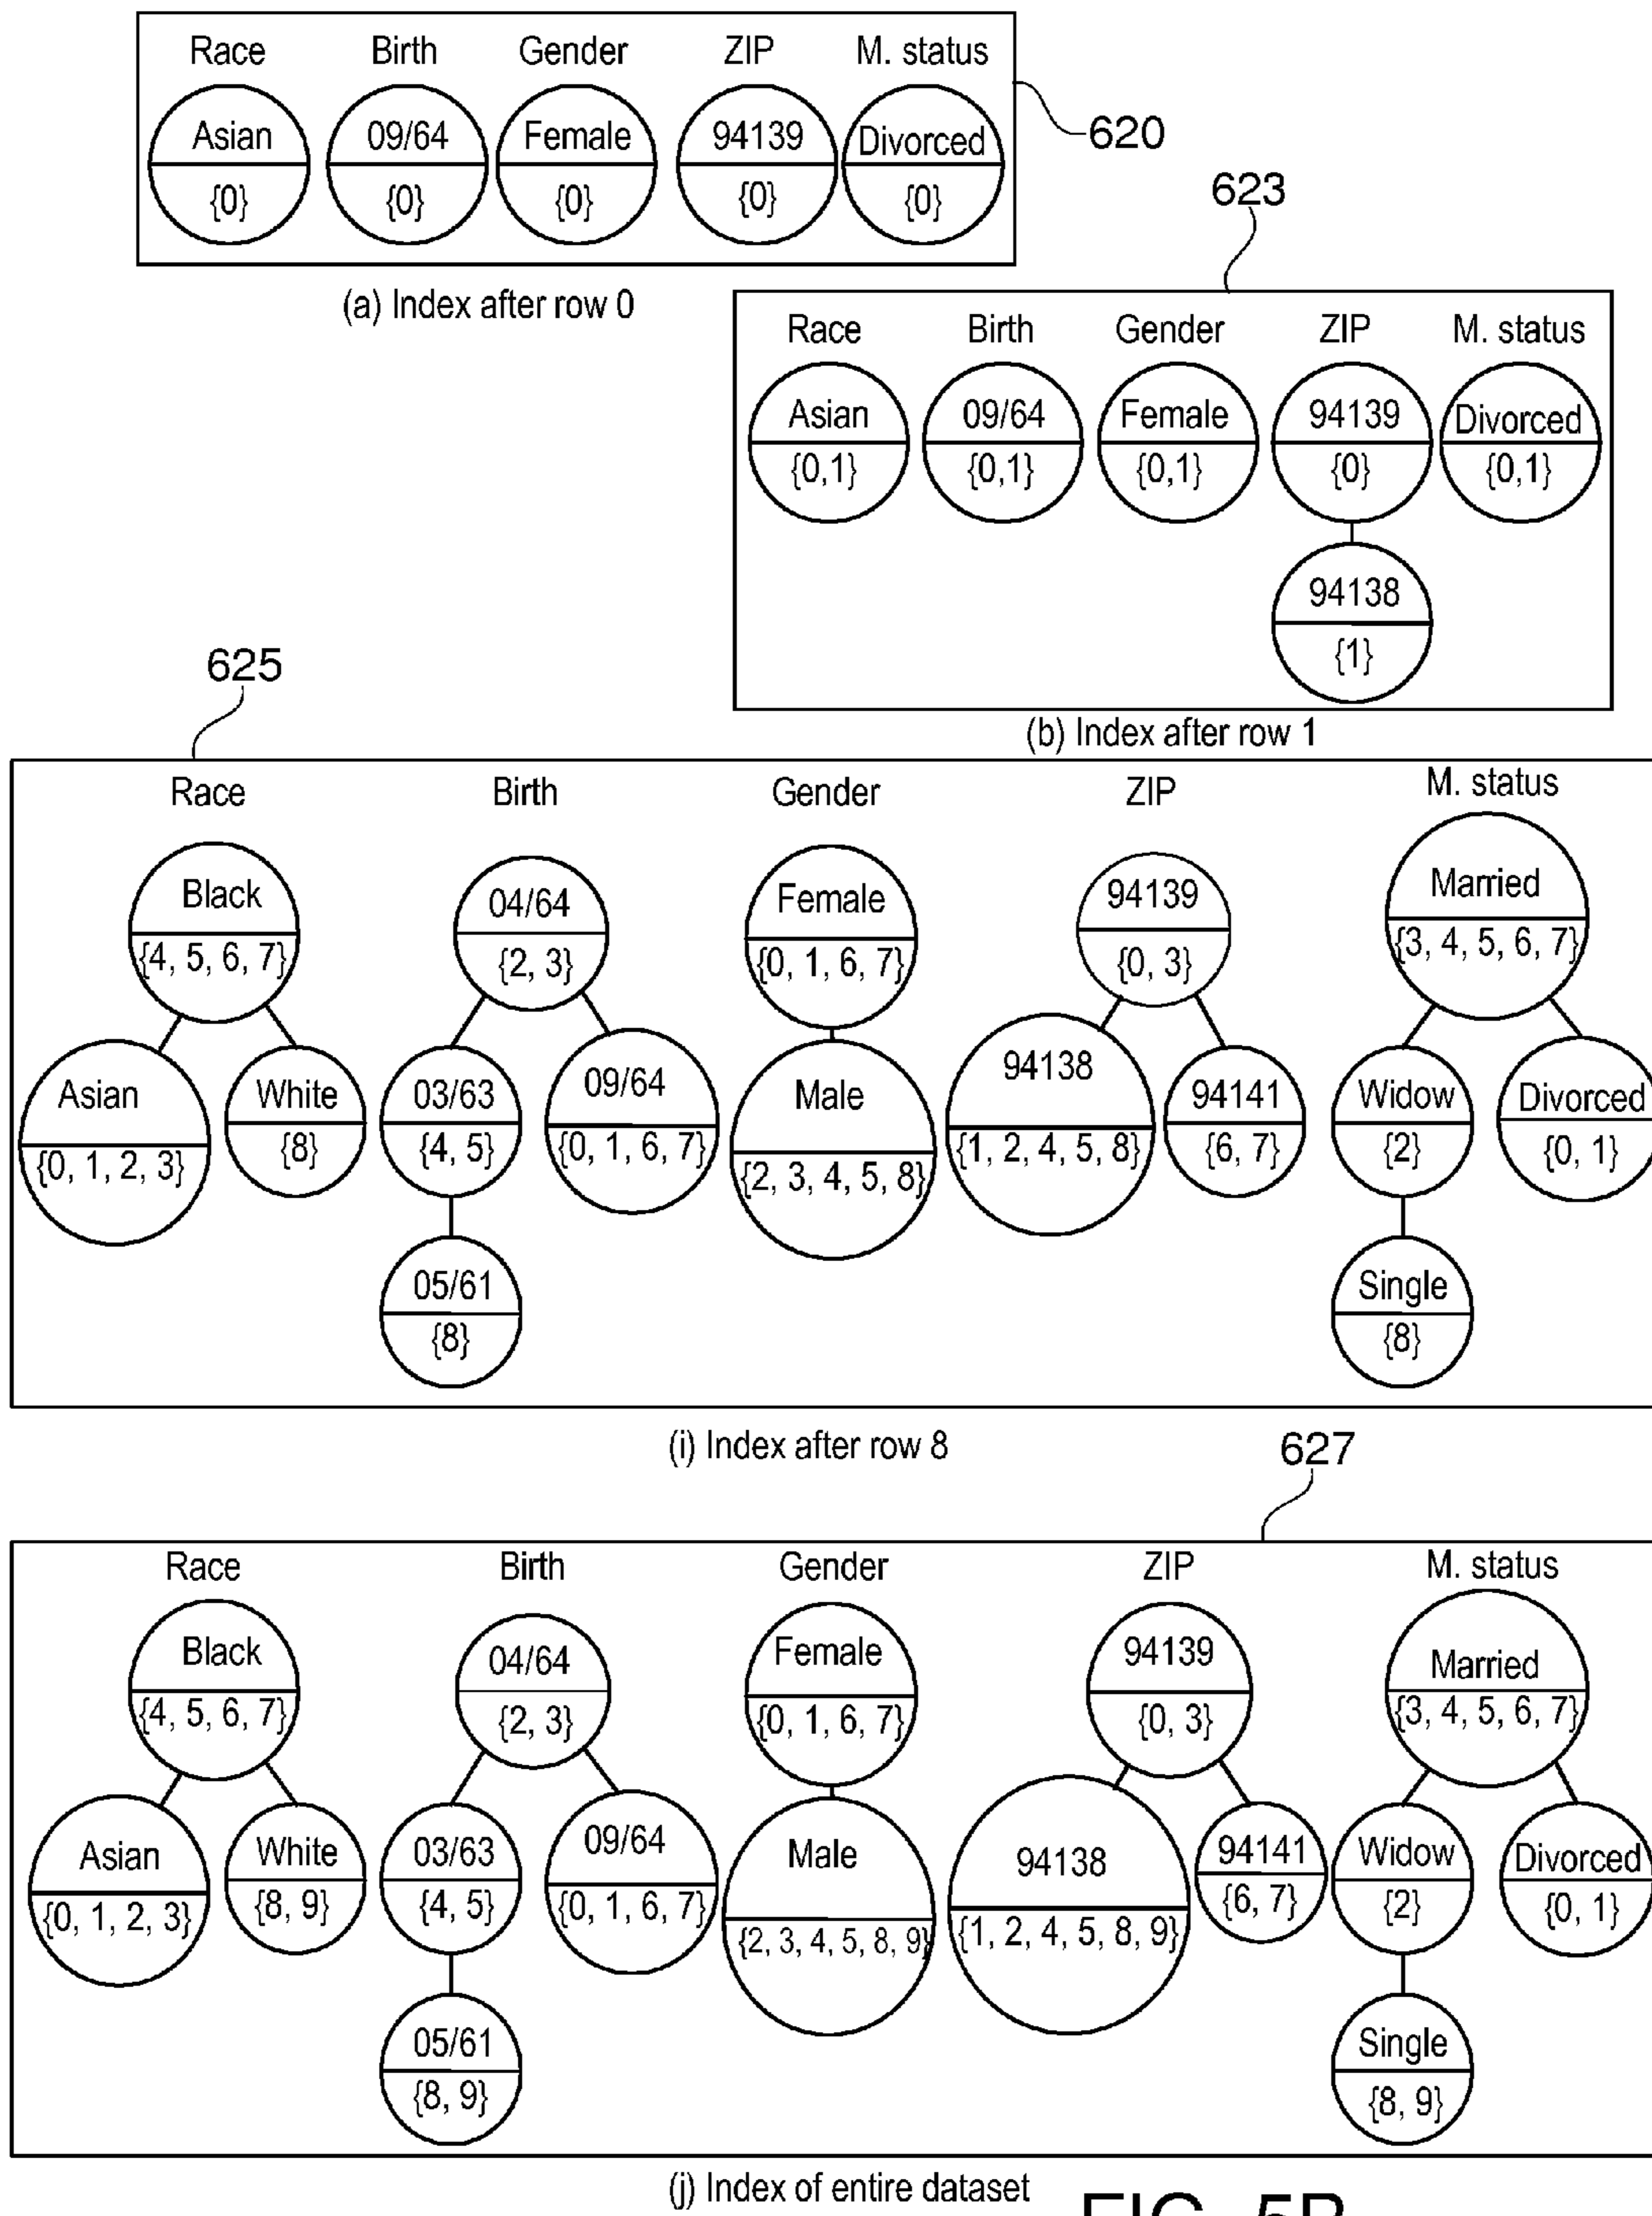 Race Birth Gender ZIP M. status
Asian 09/64 Female 94139 Divorced
{0} {0} {0} {0} {0}
620
(a) Index after row 0
623
Race Birth Gender ZIP M. status
Asian 09/64 Female 94139 Divorced
{0,1} {0,1} {0,1} {0} {0,1}
94138
{1}
(b) Index after row 1
625
Race Birth Gender ZIP M. status
Black 04/64 Female 94139 Married
{4, 5, 6, 7} {2, 3} {0, 1, 6, 7} {0, 3} {3, 4, 5, 6, 7}
Asian White 03/63 09/64 Male 94138 94141 Widow Divorced
{0, 1, 2, 3} {8} {4, 5} {0, 1, 6, 7} {2, 3, 4, 5, 8} {1, 2, 4, 5, 8} {6, 7} {2} {0, 1}
05/61 Single
{8} {8}
(i) Index after row 8
627
Race Birth Gender ZIP M. status
Black 04/64 Female 94139 Married
{4, 5, 6, 7} {2, 3} {0, 1, 6, 7} {0, 3} {3, 4, 5, 6, 7}
Asian White 03/63 09/64 Male 94138 94141 Widow Divorced
{0, 1, 2, 3} {8, 9} {4, 5} {0, 1, 6, 7} {2, 3, 4, 5, 8, 9} {1, 2, 4, 5, 8, 9} {6, 7} {2} {0, 1}
05/61 Single
{8, 9} {8, 9}
(j) Index of entire dataset
FIG. 5B